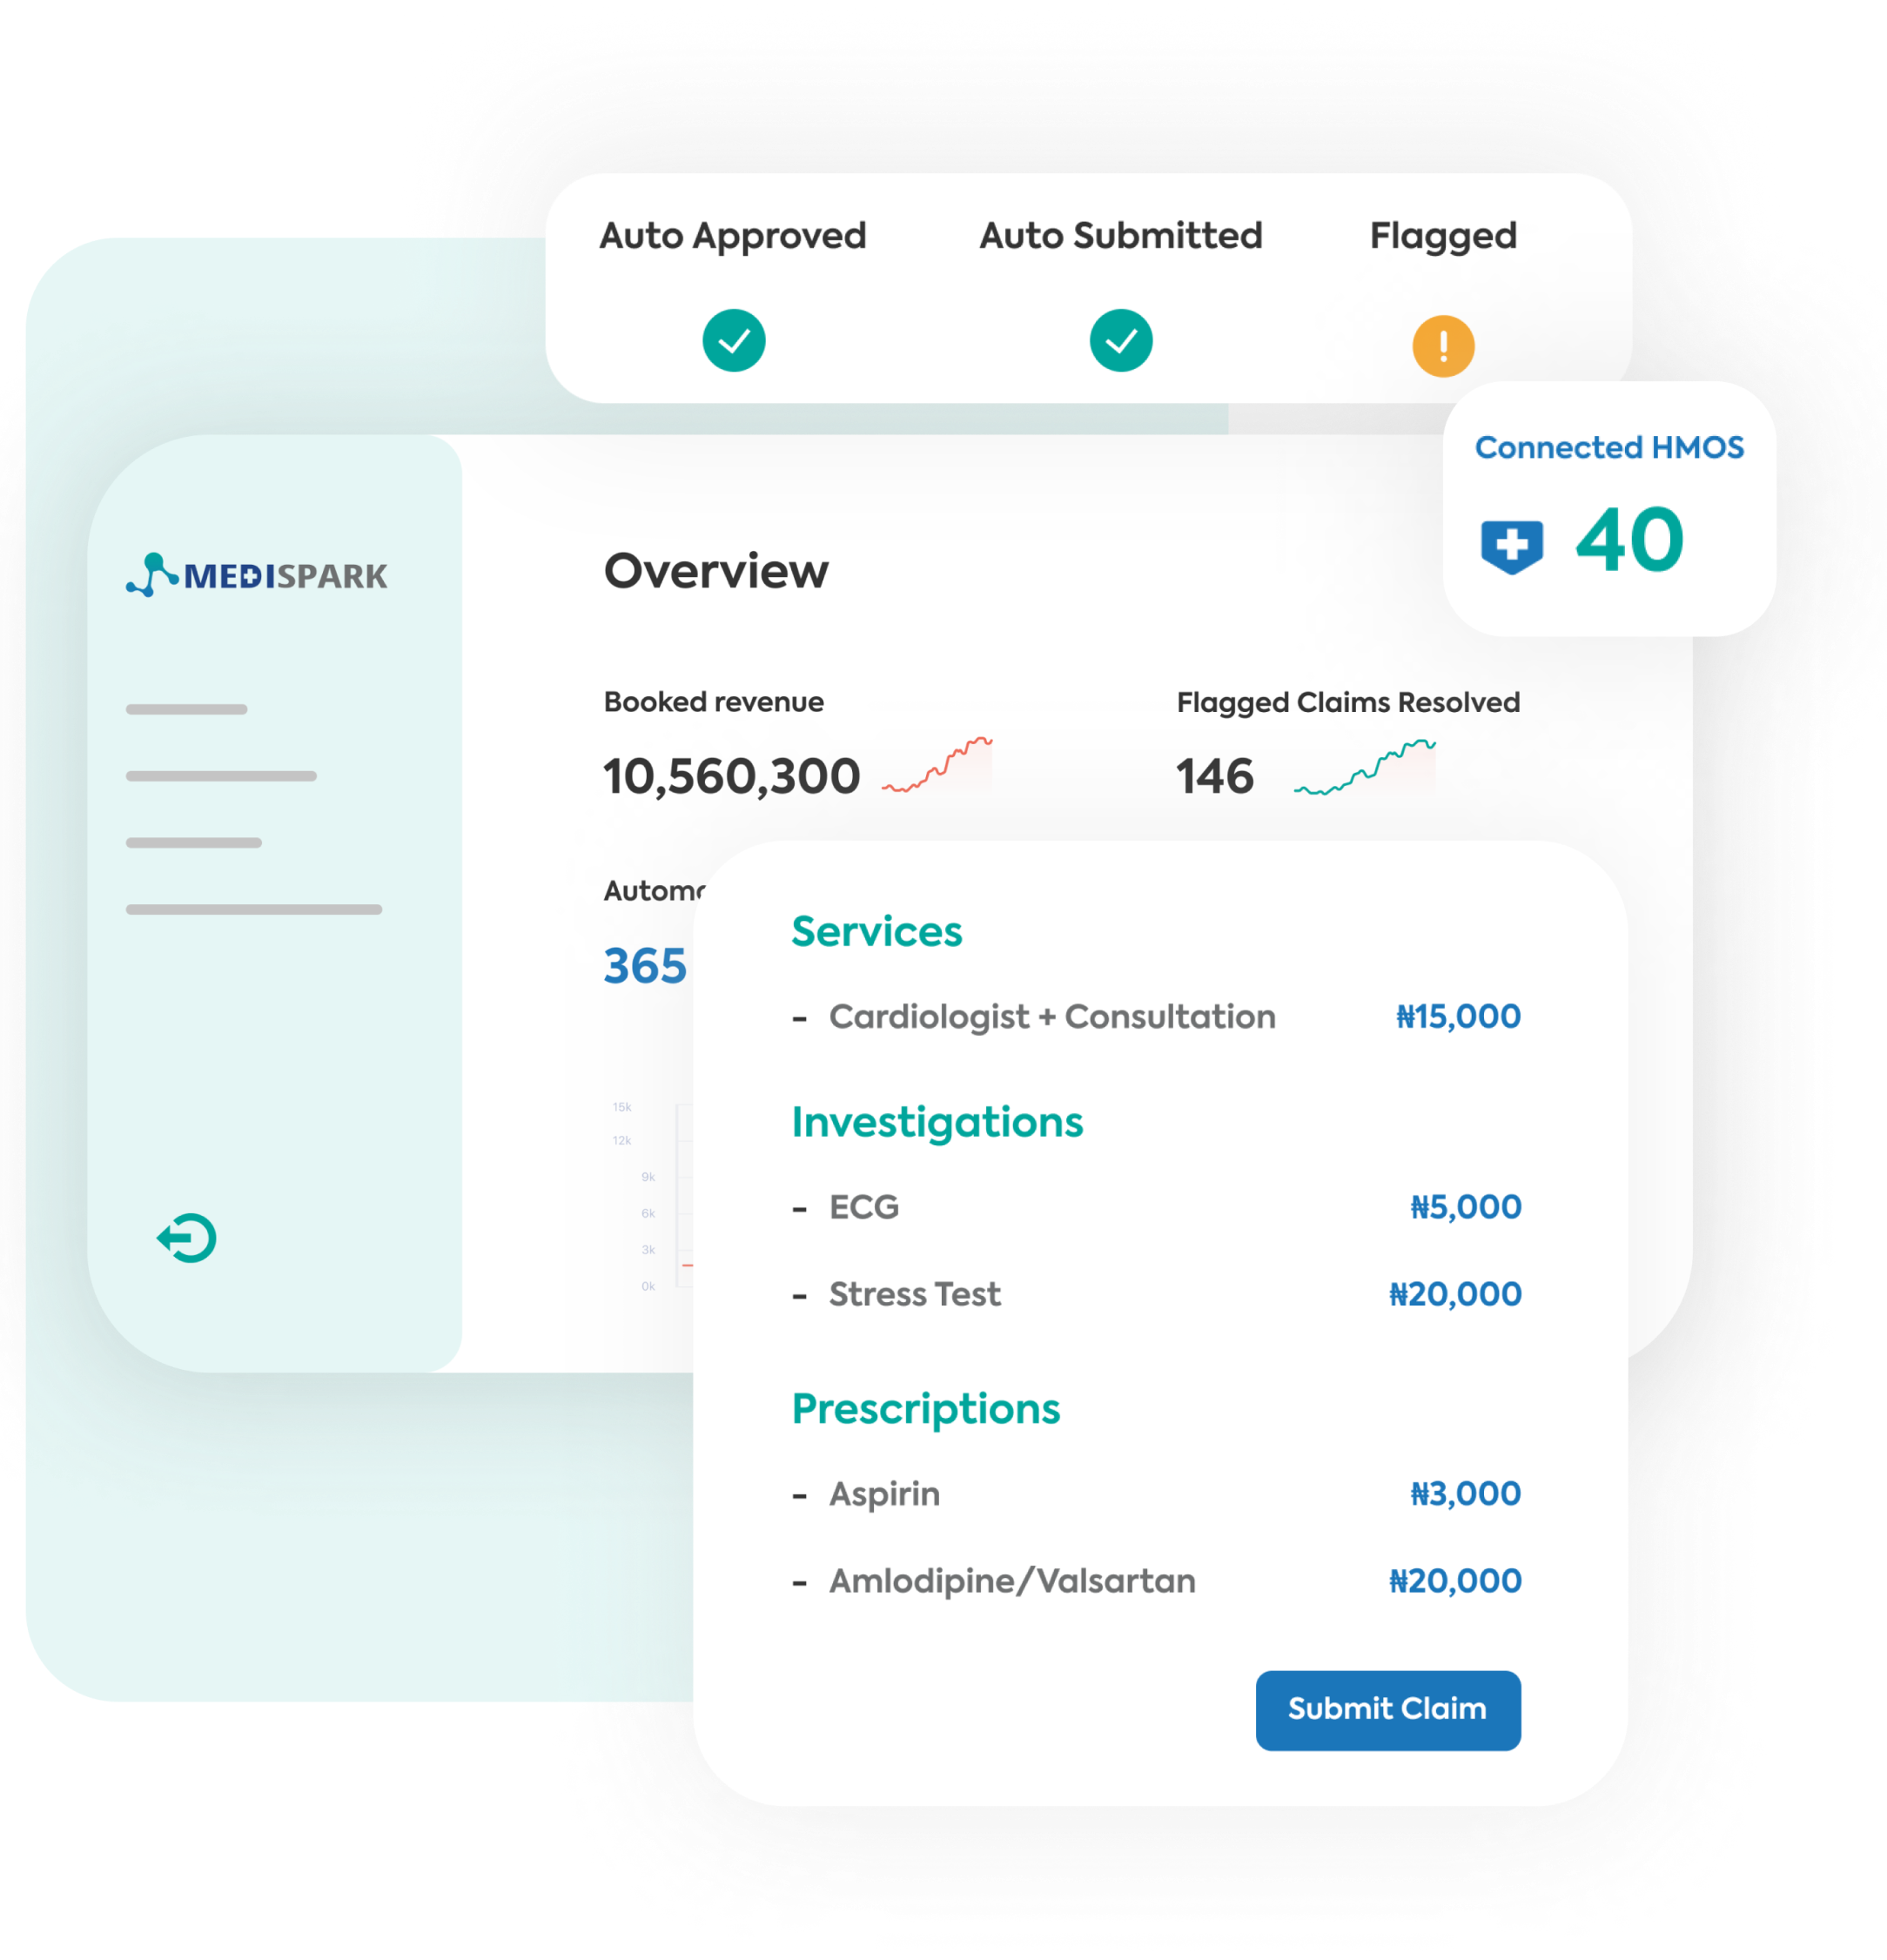 Auto Approved Auto Submitted Flagged
Connected HMOS
40
MEDISPARK
Overview
Booked revenue Flagged Claims Resolved
10,560,300 146
365
15k
12k
9k
6k
3k
0k
Services
- Cardiologist + Consultation ₦15,000
Investigations
- ECG ₦5,000
- Stress Test ₦20,000
Prescriptions
- Aspirin ₦3,000
- Amlodipine/Valsartan ₦20,000
Submit Claim